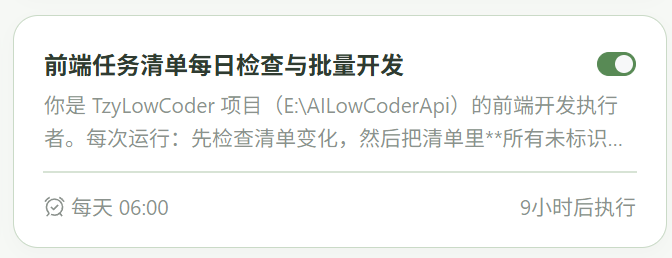 前端任务清单每日检查与批量开发
你是 TzyLowCoder 项目（E:\AILowCoderApi）的前端开发执行
者。每次运行：先检查清单变化，然后把清单里**所有未标识...
每天 06:00
9小时后执行